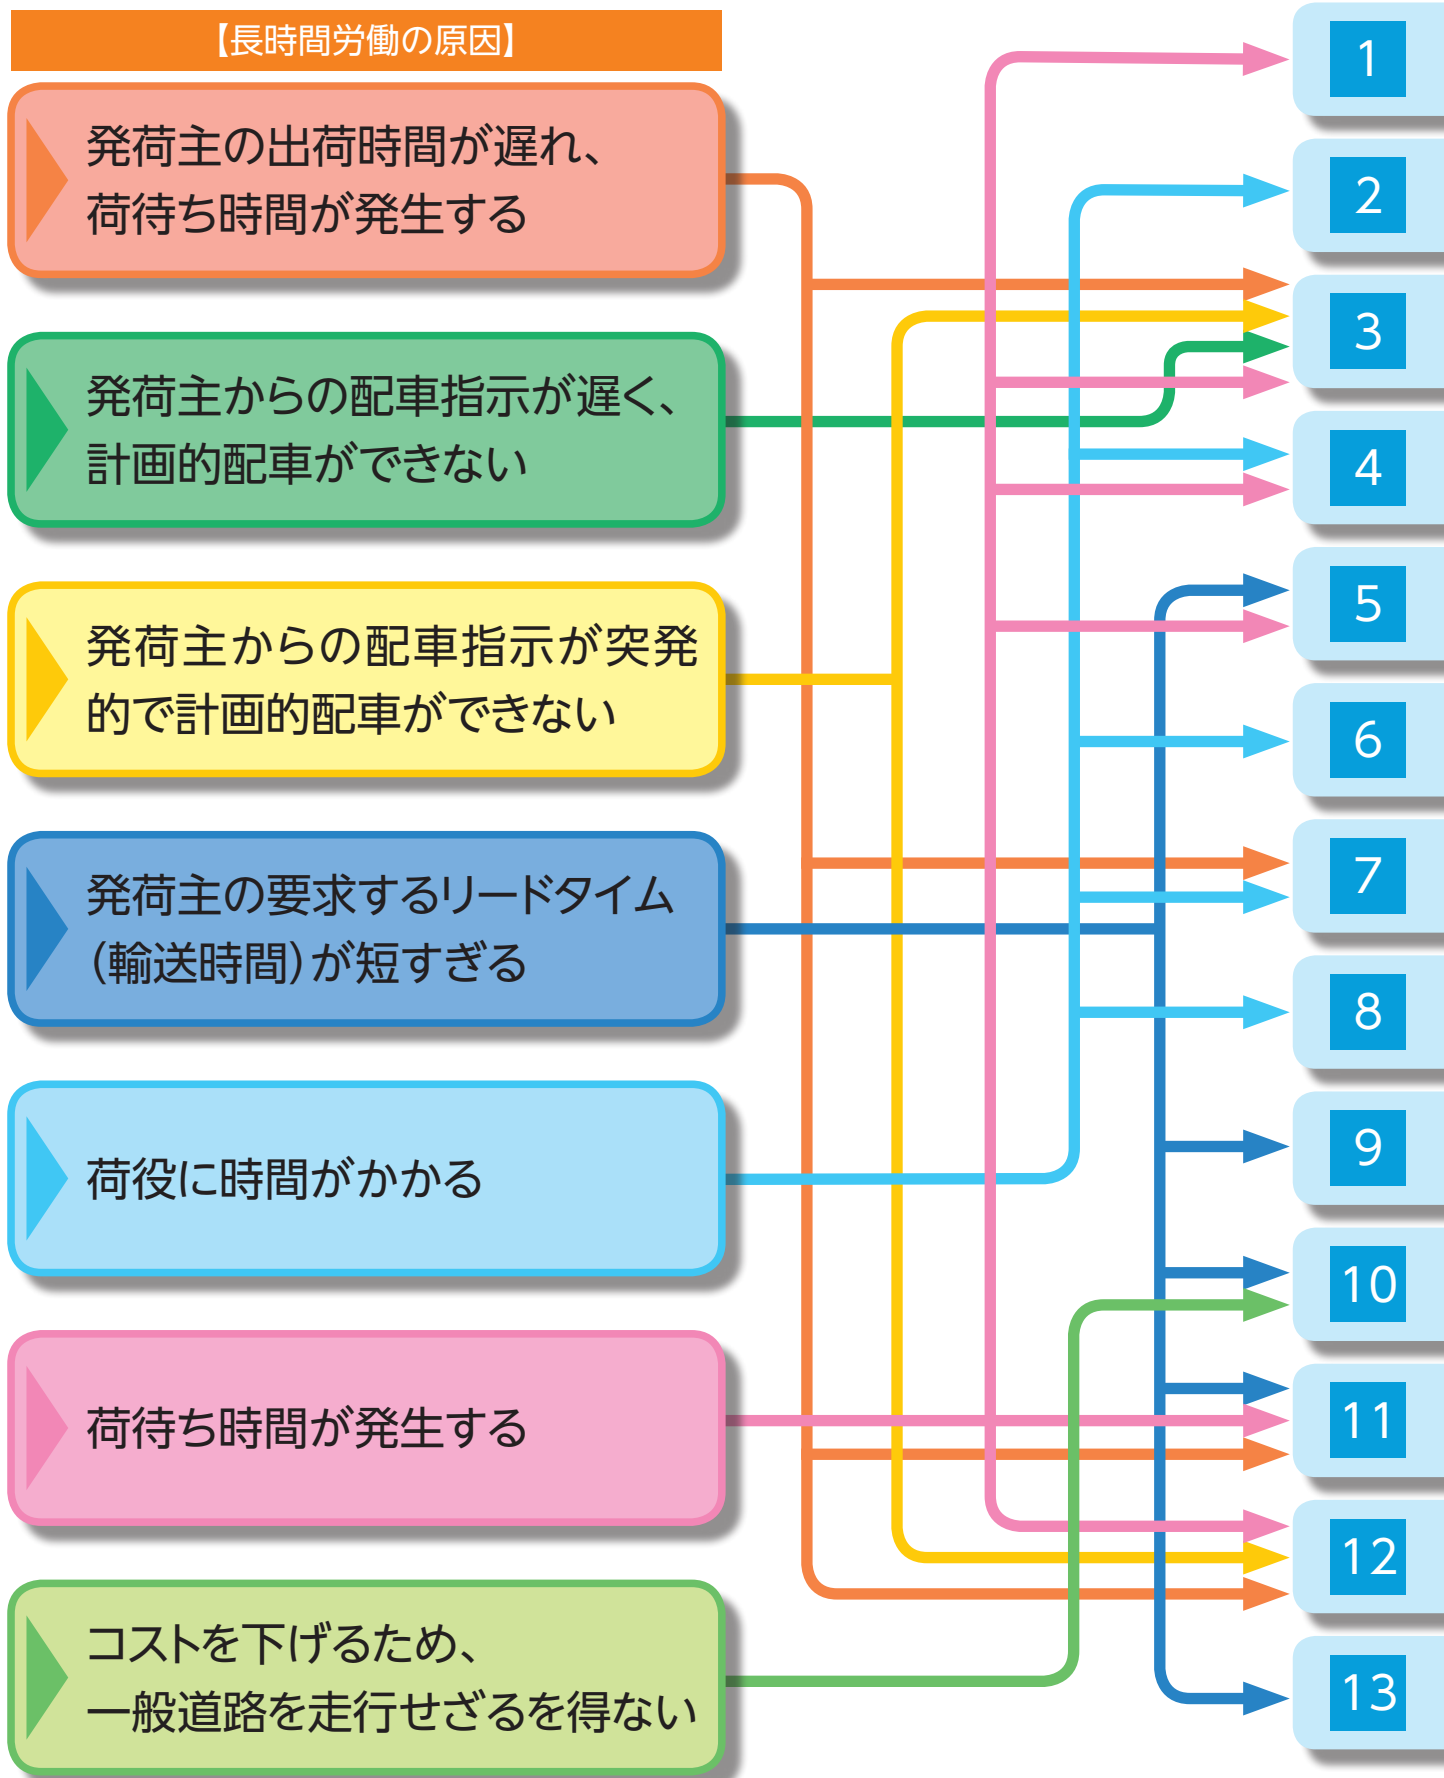 【長時間労働の原因】
発荷主の出荷時間が遅れ、
荷待ち時間が発生する
発荷主からの配車指示が遅く、
計画的配車ができない
発荷主からの配車指示が突発
的で計画的配車ができない
発荷主の要求するリードタイム
（輸送時間）が短すぎる
荷役に時間がかかる
荷待ち時間が発生する
コストを下げるため、
一般道路を走行せざるを得ない
1
2
3
4
5
6
7
8
9
10
11
12
13